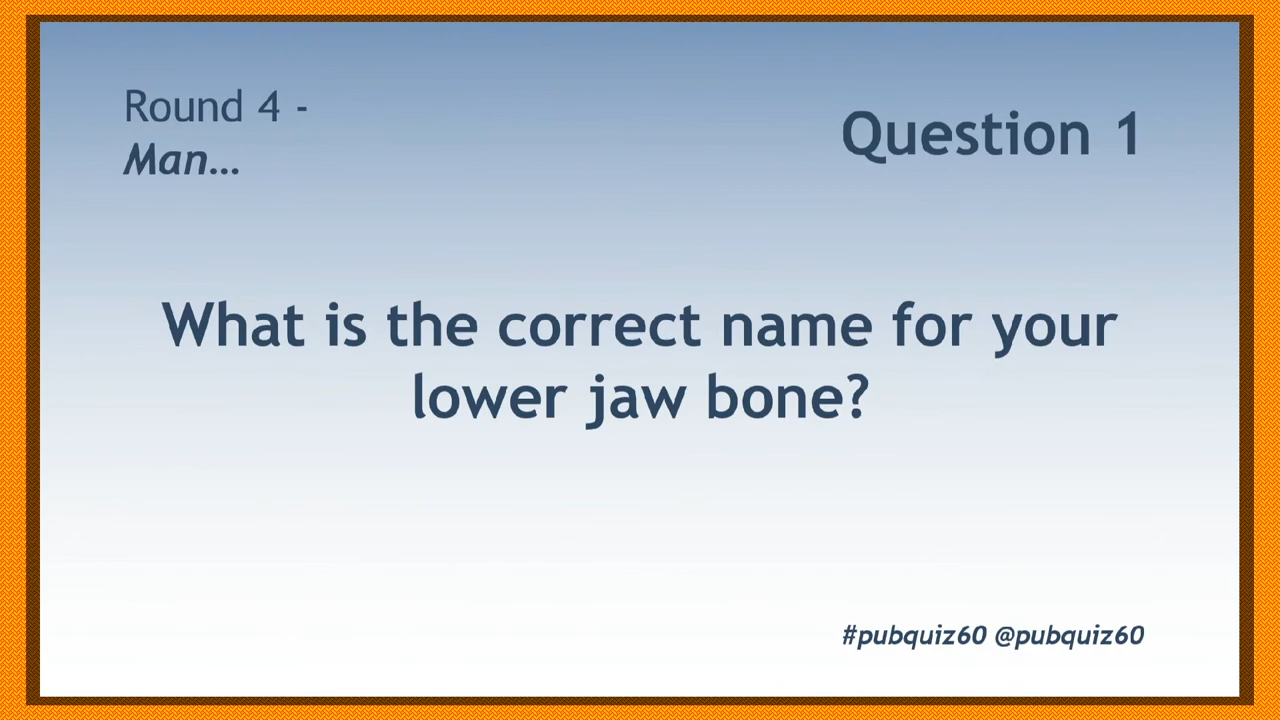 Round 4 -
Man...
Question 1
What is the correct name for your
lower jaw bone?
#pubquiz60 @pubquiz60